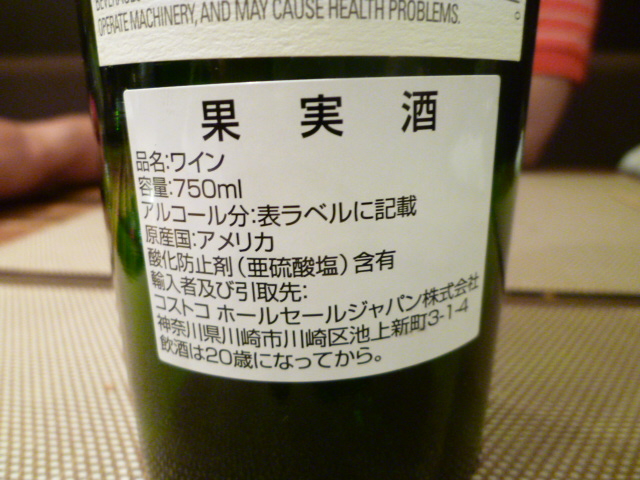 OPERATE MACHINERY, AND MAY CAUSE HEALTH PROBLEMS.
果実酒
品名:ワイン
容量:750ml
アルコール分:表ラベルに記載
原産国:アメリカ
酸化防止剤(亜硫酸塩)含有
輸入者及び引取先:
コストコ ホールセールジャパン株式会社
神奈川県川崎市川崎区池上新町3-1-4
飲酒は20歳になってから。